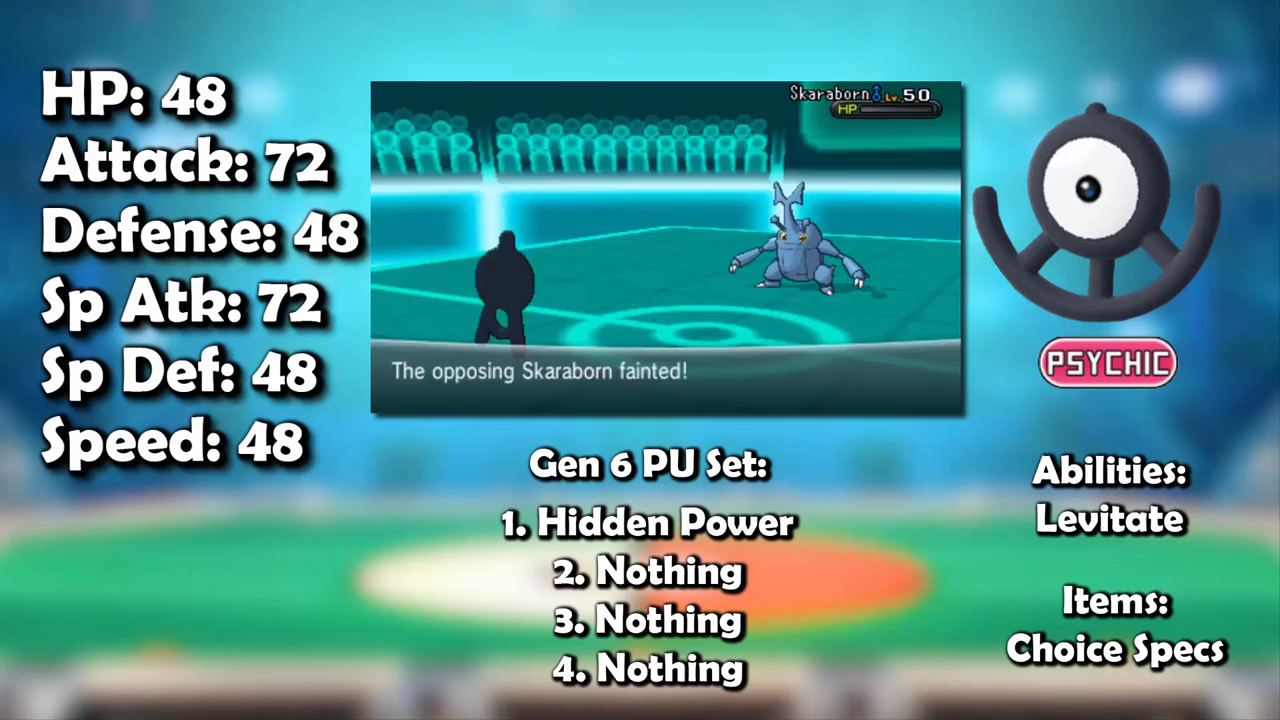 HP: 48
Attack: 72
Defense: 48
Sp Atk: 72
Sp Def: 48
Speed: 48
Skaraborn♂ Lv.50
HP
The opposing Skaraborn fainted!
PSYCHIC
Gen 6 PU Set:
1. Hidden Power
2. Nothing
3. Nothing
4. Nothing
Abilities:
Levitate
Items:
Choice Specs